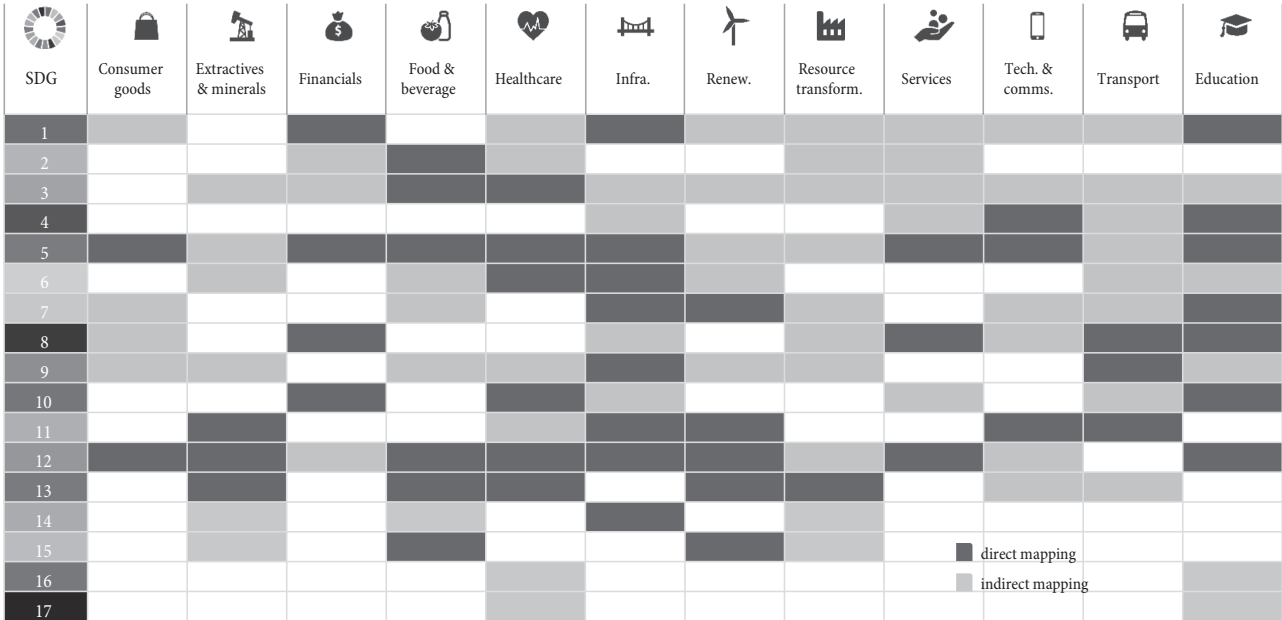 SDG
Consumer
goods
Extractives
& minerals
$
Financials
Food &
beverage
Healthcare
Infra.
Renew.
Resource
transform.
Services
Tech. &
comms.
Transport
Education
1
2
3
4
5
6
7
8
9
10
11
12
13
14
15
16
17
direct mapping
indirect mapping